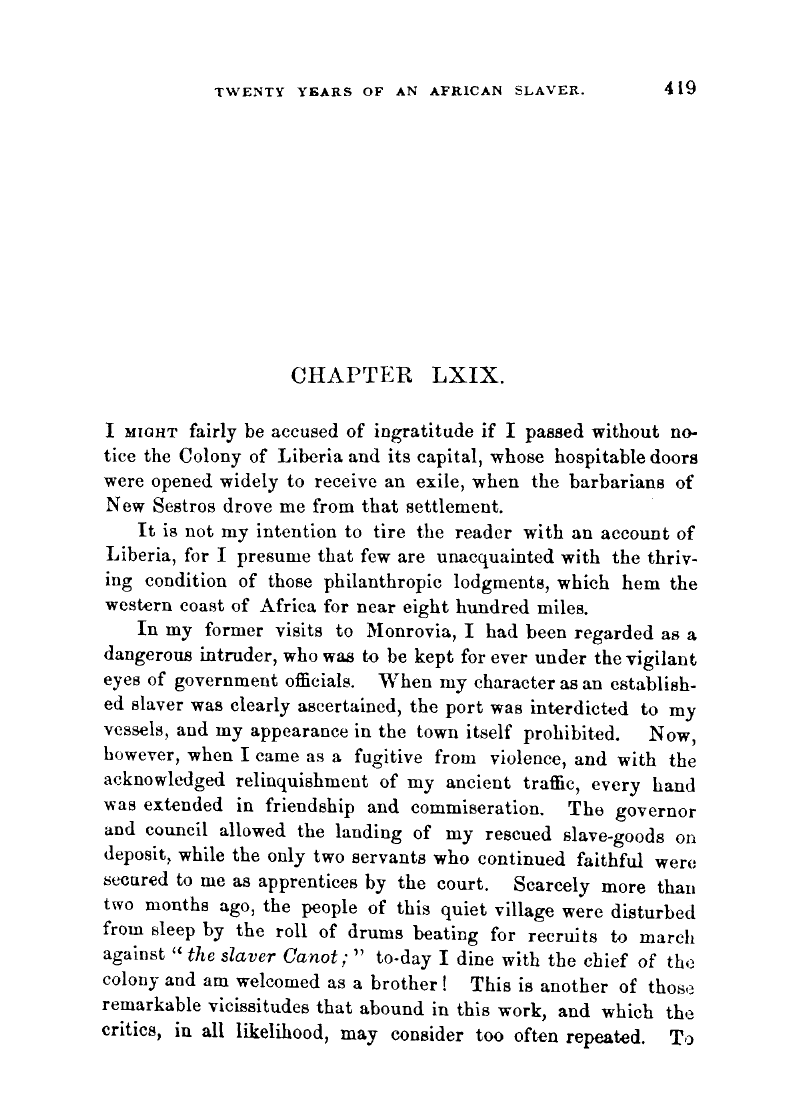 TWENTY YEARS OF AN AFRICAN SLAVER. 419
CHAPTER LXIX.
I MIGHT fairly be accused of ingratitude if I passed without no-
tice the Colony of Liberia and its capital, whose hospitable doors
were opened widely to receive an exile, when the barbarians of
New Sestros drove me from that settlement.
It is not my intention to tire the reader with an account of
Liberia, for I presume that few are unacquainted with the thriv-
ing condition of those philanthropic lodgments, which hem the
western coast of Africa for near eight hundred miles.
In my former visits to Monrovia, I had been regarded as a
dangerous intruder, who was to be kept for ever under the vigilant
eyes of government officials. When my character as an establish-
ed slaver was clearly ascertained, the port was interdicted to my
vessels, and my appearance in the town itself prohibited. Now,
however, when I came as a fugitive from violence, and with the
acknowledged relinquishment of my ancient traffic, every hand
was extended in friendship and commiseration. The governor
and council allowed the landing of my rescued slave-goods on
deposit, while the only two servants who continued faithful were
secured to me as apprentices by the court. Scarcely more than
two months ago, the people of this quiet village were disturbed
from sleep by the roll of drums beating for recruits to march
against "the slaver Canot;" to-day I dine with the chief of the
colony and am welcomed as a brother! This is another of those
remarkable vicissitudes that abound in this work, and which the
critics, in all likelihood, may consider too often repeated. To